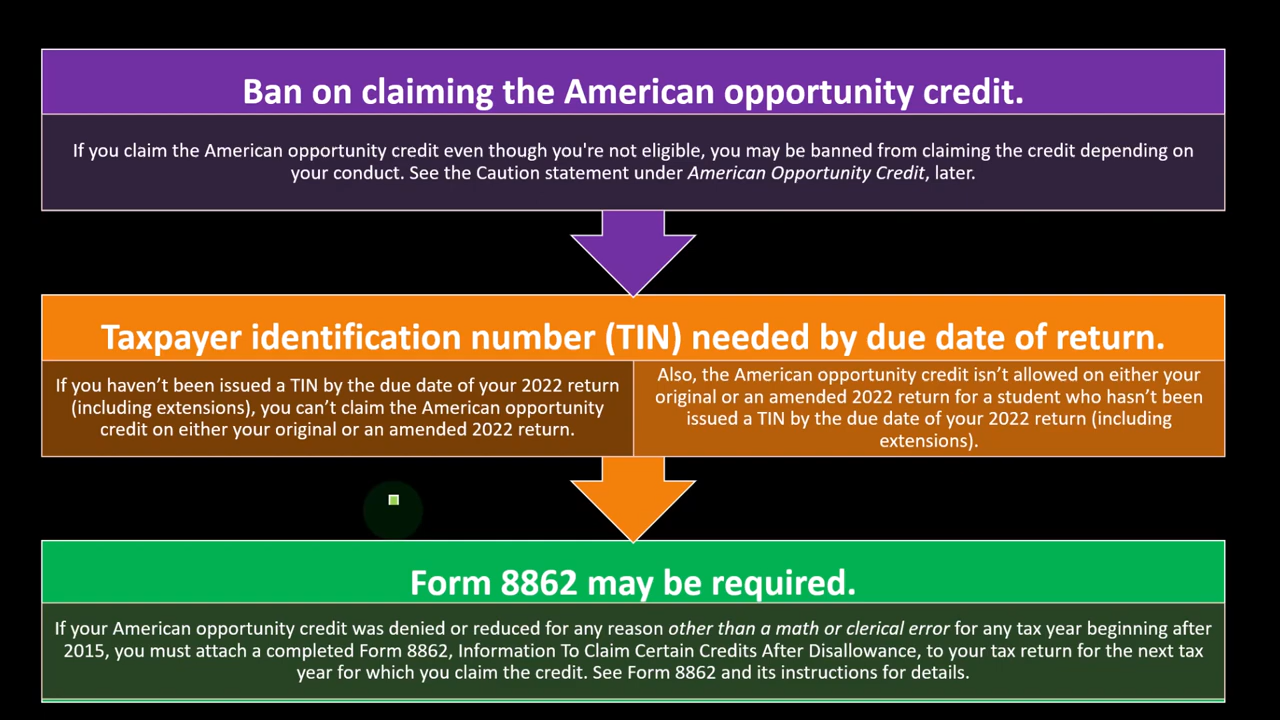 Ban on claiming the American opportunity credit.
If you claim the American opportunity credit even though you're not eligible, you may be banned from claiming the credit depending on
your conduct. See the Caution statement under American Opportunity Credit, later.
Taxpayer identification number (TIN) needed by due date of return.
If you haven’t been issued a TIN by the due date of your 2022 return
(including extensions), you can’t claim the American opportunity
credit on either your original or an amended 2022 return.
Also, the American opportunity credit isn’t allowed on either your
original or an amended 2022 return for a student who hasn’t been
issued a TIN by the due date of your 2022 return (including
extensions).
Form 8862 may be required.
If your American opportunity credit was denied or reduced for any reason other than a math or clerical error for any tax year beginning after
2015, you must attach a completed Form 8862, Information To Claim Certain Credits After Disallowance, to your tax return for the next tax
year for which you claim the credit. See Form 8862 and its instructions for details.